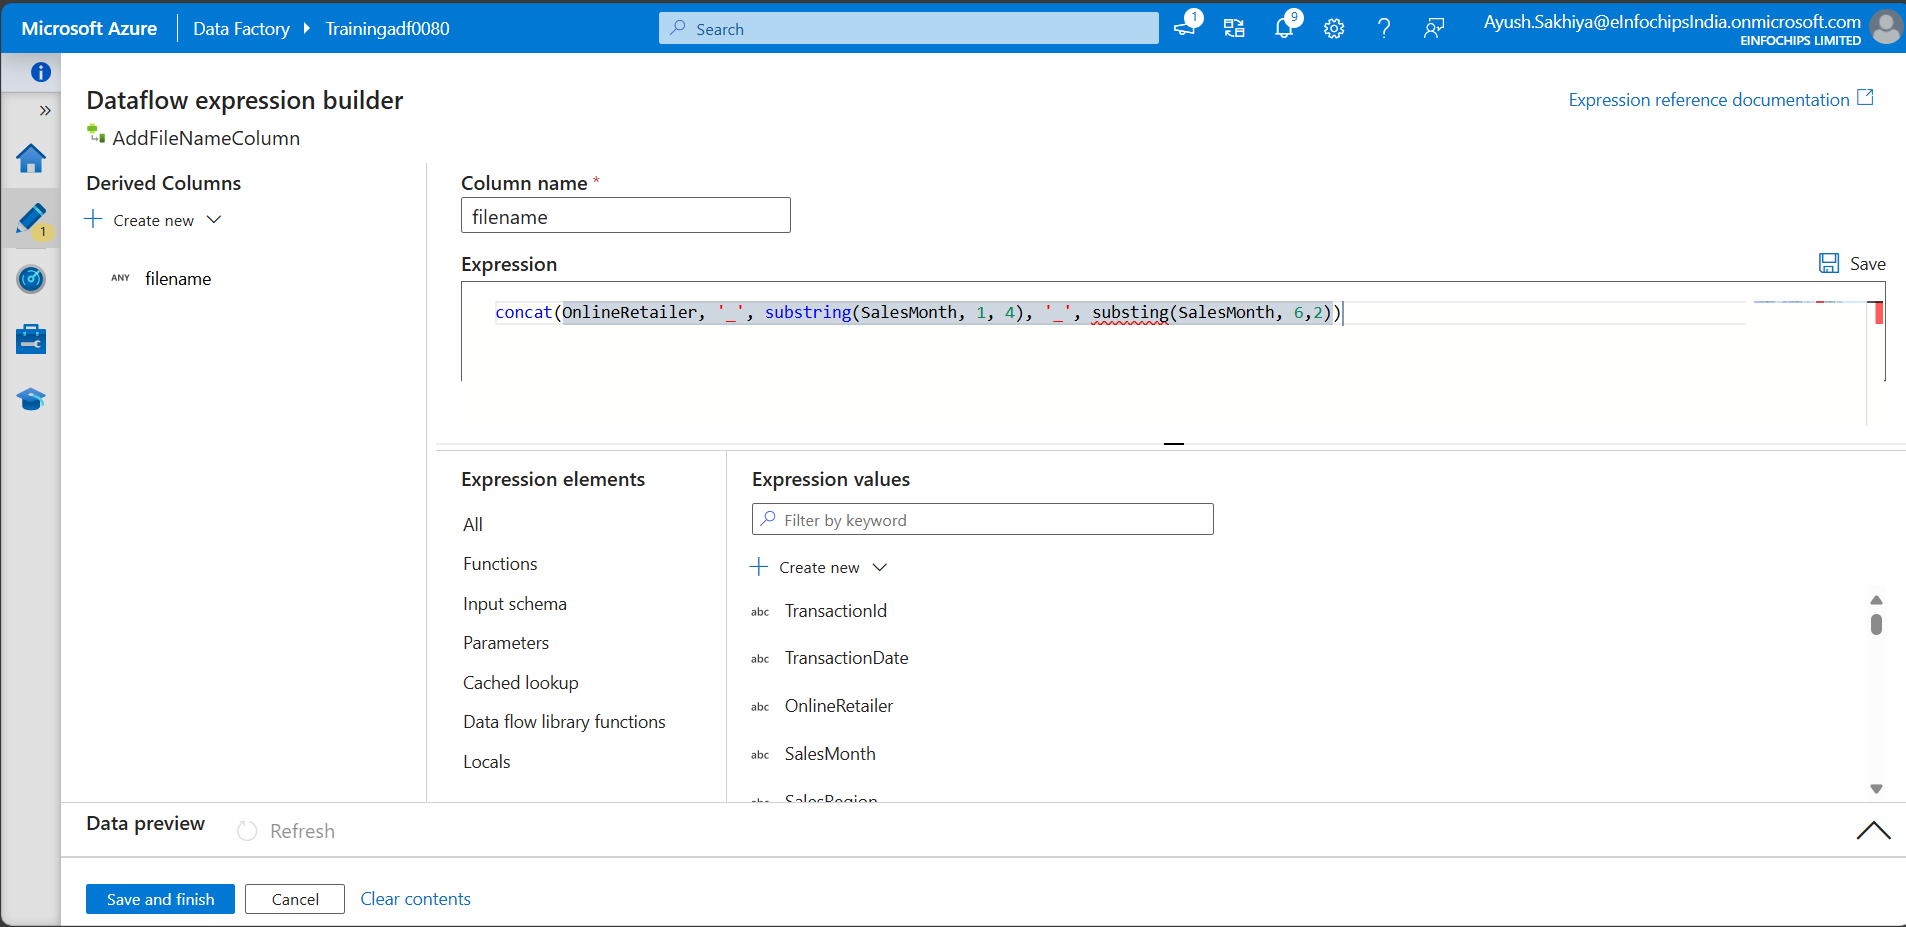 Microsoft Azure
Data Factory
Trainingadf0080
Search
1
9
Ayush.Sakhiya@eInfochipsIndia.onmicrosoft.com
EINFOCHIPS LIMITED
Dataflow expression builder
Expression reference documentation
AddFileNameColumn
1
Derived Columns
Create new
ANY filename
Column name *
filename
Expression
Save
concat(OnlineRetailer, '_', substring(SalesMonth, 1, 4), '_', substing(SalesMonth, 6,2))
Expression elements
All
Functions
Input schema
Parameters
Cached lookup
Data flow library functions
Locals
Expression values
Filter by keyword
Create new
abc TransactionId
abc TransactionDate
abc OnlineRetailer
abc SalesMonth
abc SalesRegion
Data preview
Refresh
Save and finish
Cancel
Clear contents